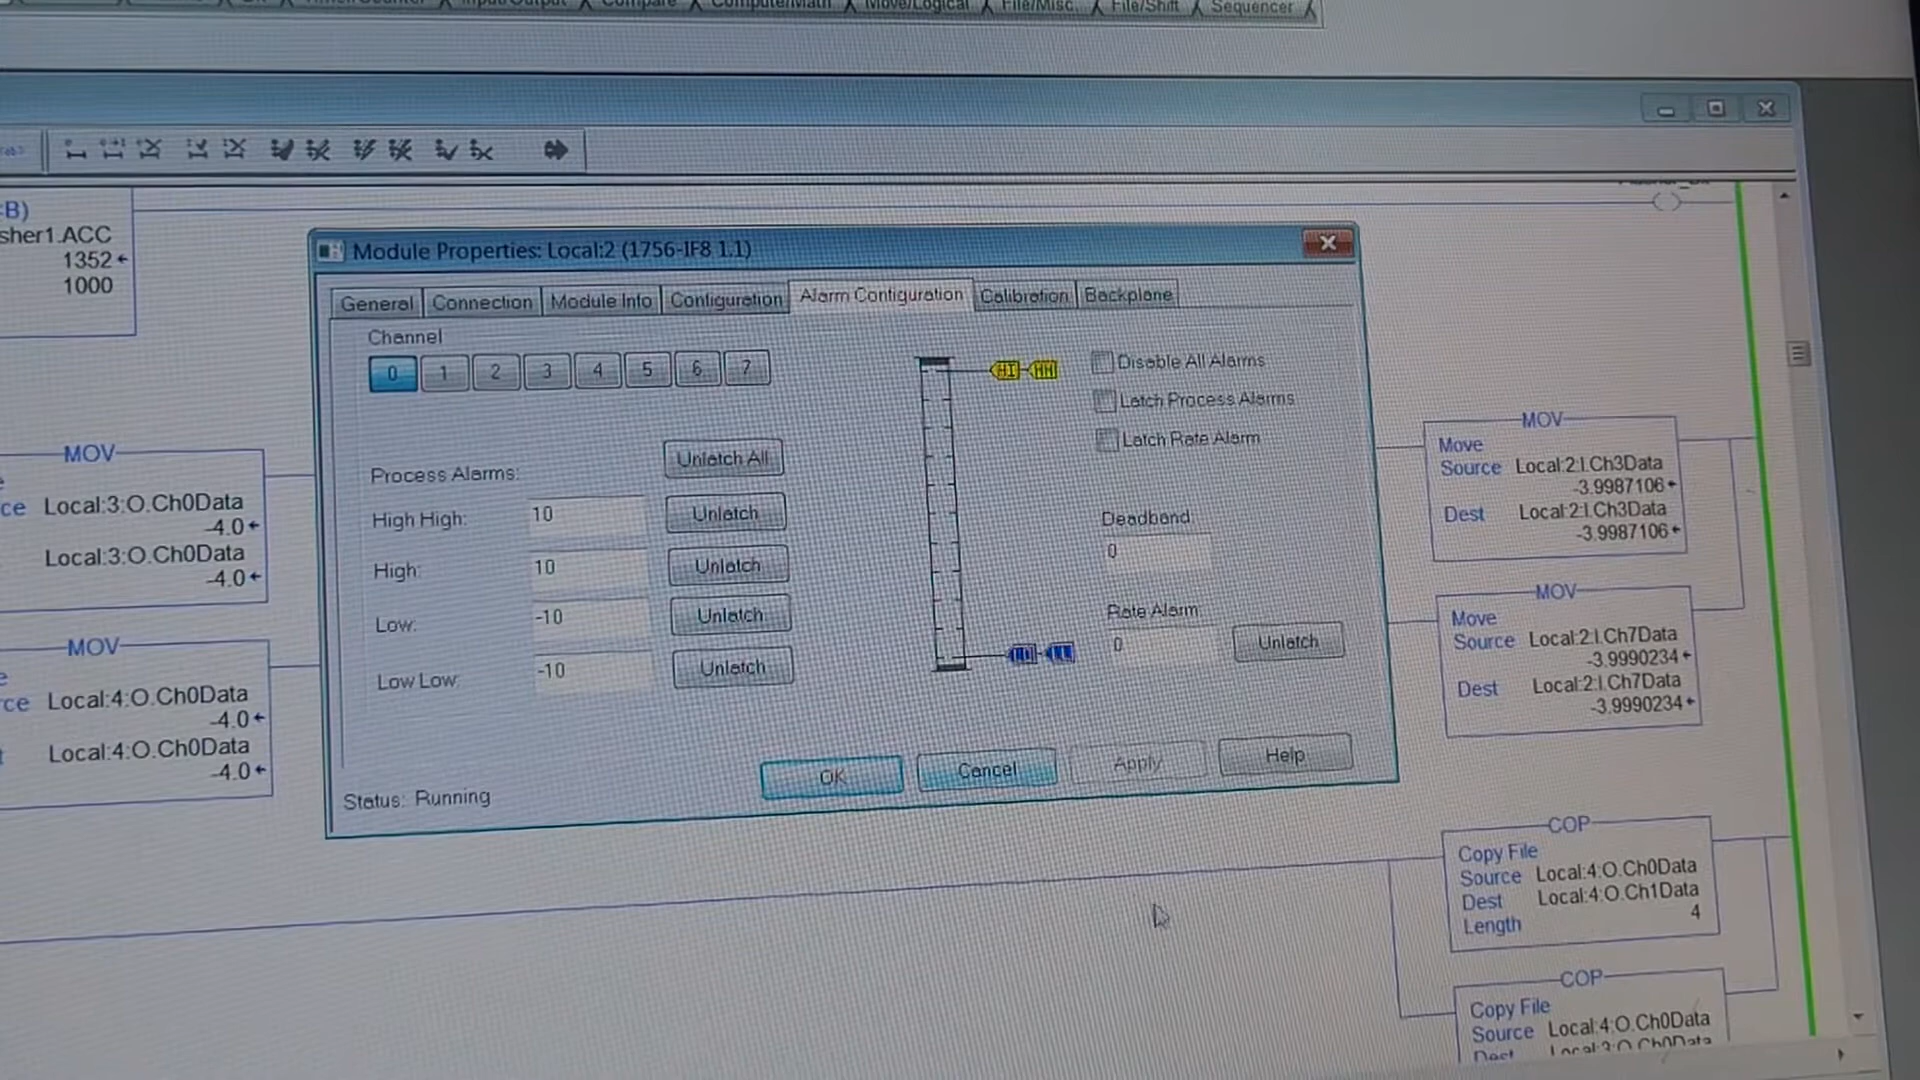 Input/Output
Compare
Compute/Math
Move/Logical
File/Misc.
File/Shift
Sequencer
:B)
sher1.ACC
1352
1000
Module Properties: Local:2 (1756-IF8 1.1)
General
Connection
Module Info
Configuration
Alarm Configuration
Calibration
Backplane
Channel
0
1
2
3
4
5
6
7
HI
HH
Disable All Alarms
Latch Process Alarms
Latch Rate Alarm
Process Alarms:
Unlatch All
High High:
10
Unlatch
High:
10
Unlatch
Low:
-10
Unlatch
Low Low:
-10
Unlatch
Deadband:
0
Rate Alarm:
0
Unlatch
OK
Cancel
Apply
Help
Status: Running
MOV
ce Local:3:O.Ch0Data
-4.0
Local:3:O.Ch0Data
-4.0
MOV
ce Local:4:O.Ch0Data
-4.0
Local:4:O.Ch0Data
-4.0
MOV
Move
Source Local:2:I.Ch3Data
-3.9987106
Dest Local:2:I.Ch3Data
-3.9987106
MOV
Move
Source Local:2:I.Ch7Data
-3.9990234
Dest Local:2:I.Ch7Data
-3.9990234
COP
Copy File
Source Local:4:O.Ch0Data
Dest Local:4:O.Ch1Data
Length 4
COP
Copy File
Source Local:4:O.Ch0Data
Dest Local:3:O.Ch0Data